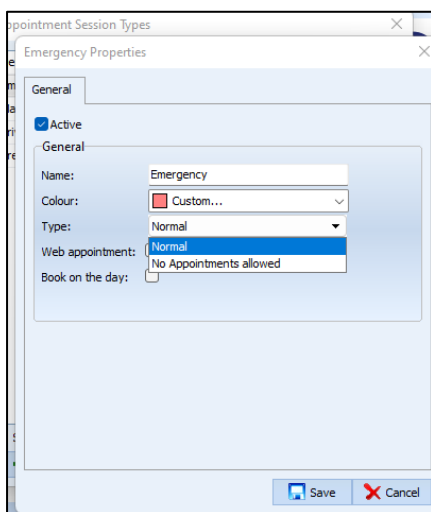 ppointment Session Types
Emergency Properties
General
Active
General
Name: Emergency
Colour: Custom...
Type: Normal
Normal
Web appointment:
No Appointments allowed
Book on the day:
Save Cancel